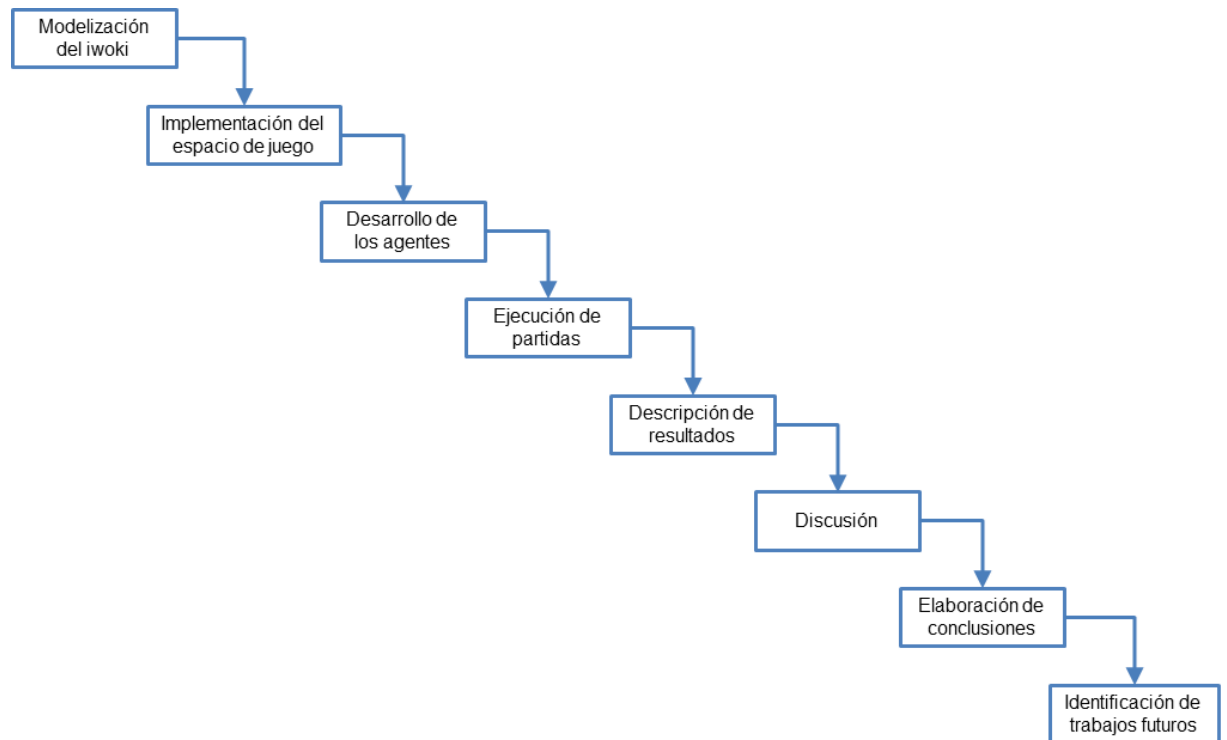 Modelización
del iwoki
Implementación del
espacio de juego
Desarrollo de
los agentes
Ejecución de
partidas
Descripción de
resultados
Discusión
Elaboración de
conclusiones
Identificación de
trabajos futuros